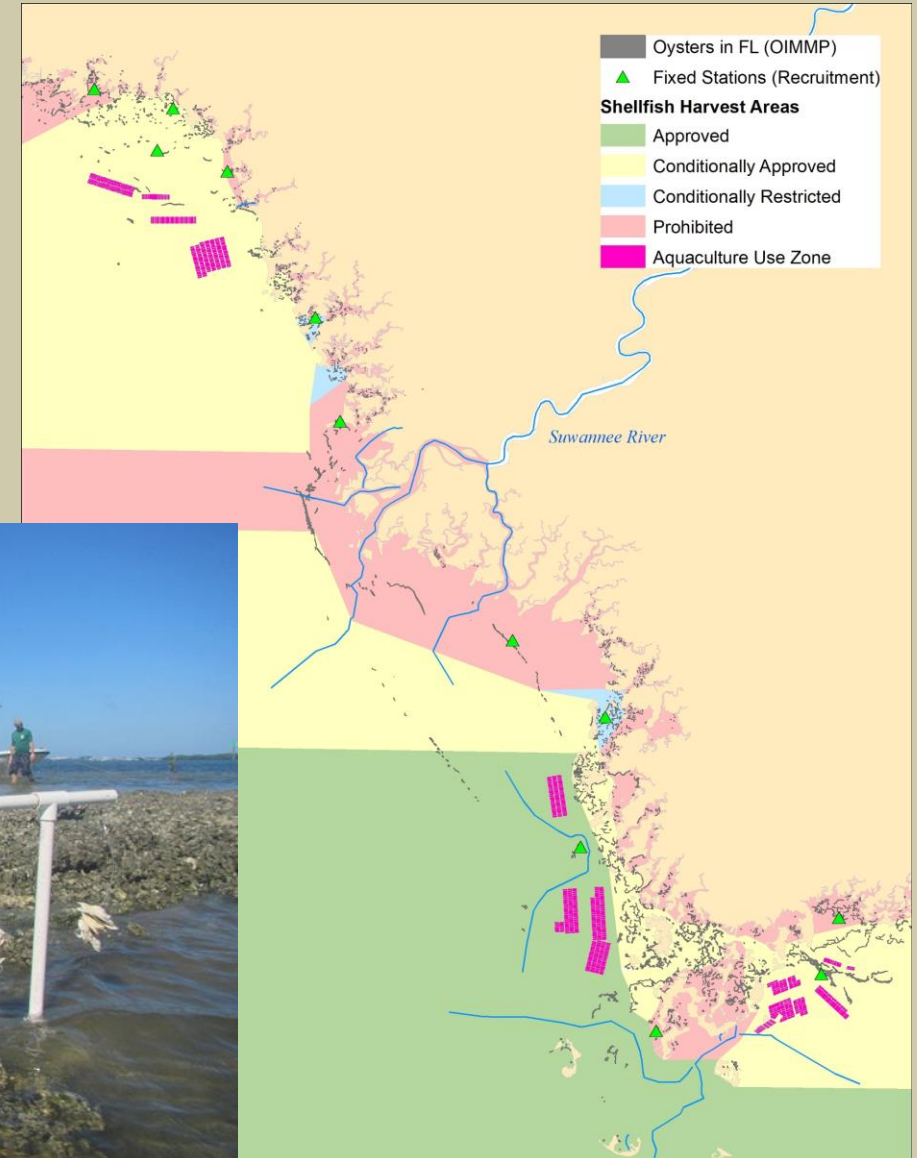 Oysters in FL (OIMMP)
Fixed Stations (Recruitment)
Shellfish Harvest Areas
Approved
Conditionally Approved
Conditionally Restricted
Prohibited
Aquaculture Use Zone
Suwannee River